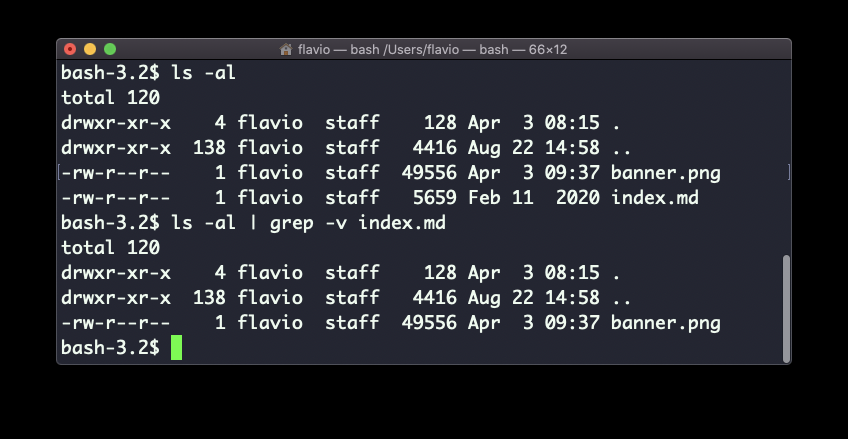 flavio — bash /Users/flavio — bash — 66×12
bash-3.2$ ls -al
total 120
drwxr-xr-x    4 flavio  staff    128 Apr  3 08:15 .
drwxr-xr-x  138 flavio  staff   4416 Aug 22 14:58 ..
-rw-r--r--    1 flavio  staff  49556 Apr  3 09:37 banner.png
-rw-r--r--    1 flavio  staff   5659 Feb 11  2020 index.md
bash-3.2$ ls -al | grep -v index.md
total 120
drwxr-xr-x    4 flavio  staff    128 Apr  3 08:15 .
drwxr-xr-x  138 flavio  staff   4416 Aug 22 14:58 ..
-rw-r--r--    1 flavio  staff  49556 Apr  3 09:37 banner.png
bash-3.2$